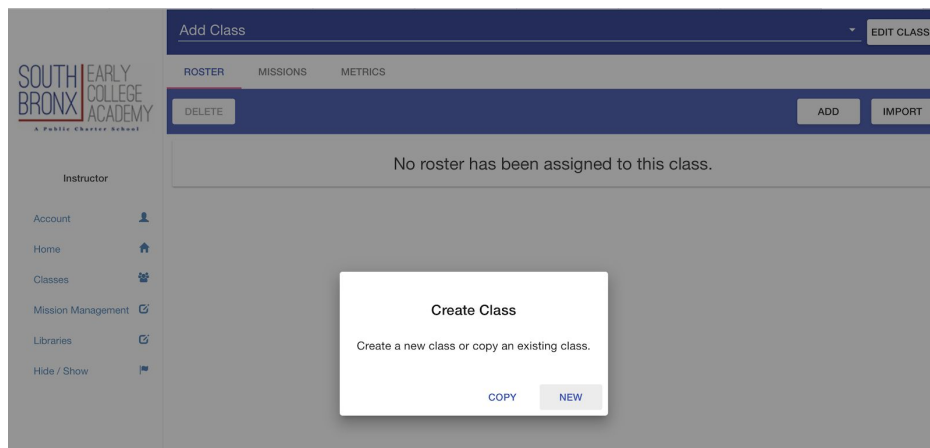 Add Class
EDIT CLASS
SOUTH EARLY
BRONX COLLEGE
ACADEMY
A Public Charter School
ROSTER MISSIONS METRICS
DELETE
ADD
IMPORT
No roster has been assigned to this class.
Instructor
Account
Home
Classes
Mission Management
Libraries
Hide / Show
Create Class
Create a new class or copy an existing class.
COPY NEW